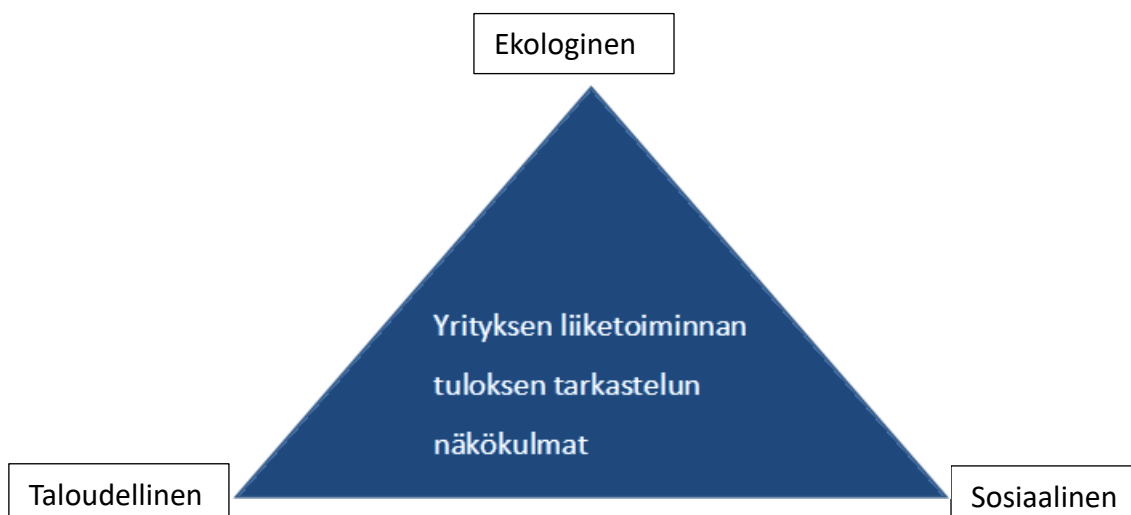 Ekologinen
Yrityksen liiketoiminnan
tuloksen tarkastelun
näkökulmat
Taloudellinen
Sosiaalinen